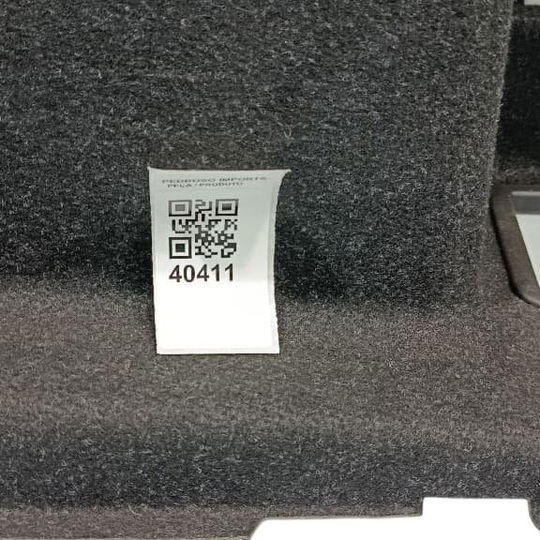 PEDROSO IMPORTS
PEÇA / PRODUTO
40411